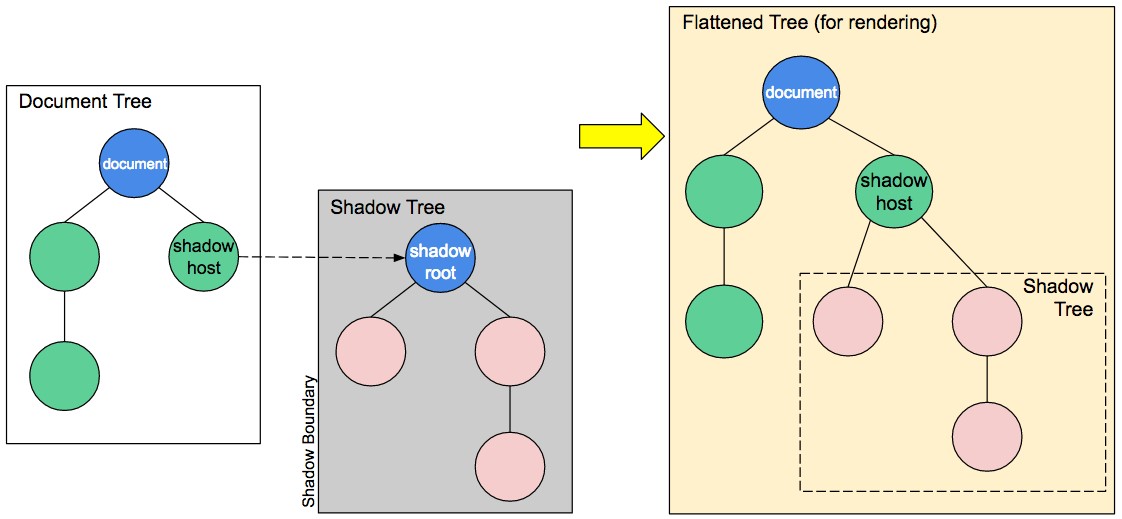 Document Tree
document
shadow
host
Shadow Tree
shadow
root
Shadow Boundary
Flattened Tree (for rendering)
document
shadow
host
Shadow
Tree